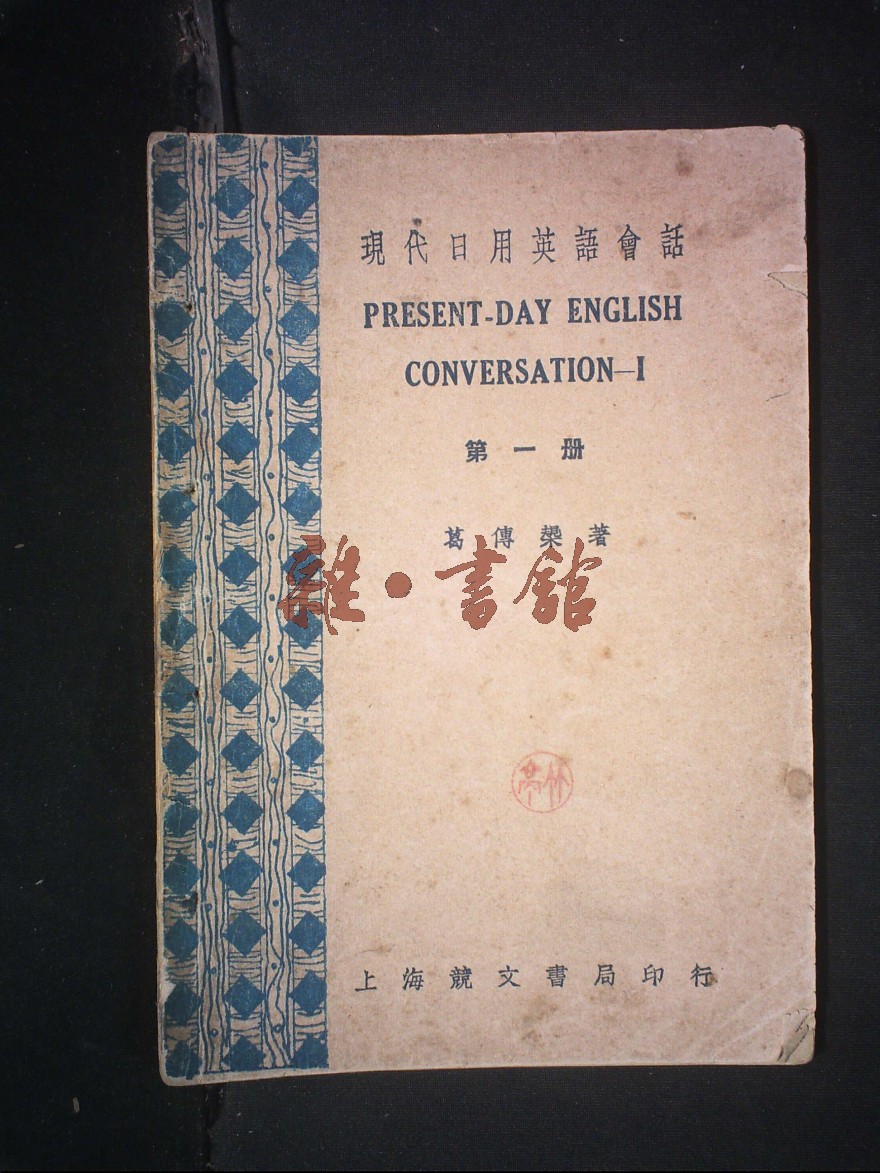 現代日用英語會話
PRESENT-DAY ENGLISH
CONVERSATION—I
第一册
葛傳槼著
雜·書館
上海競文書局印行